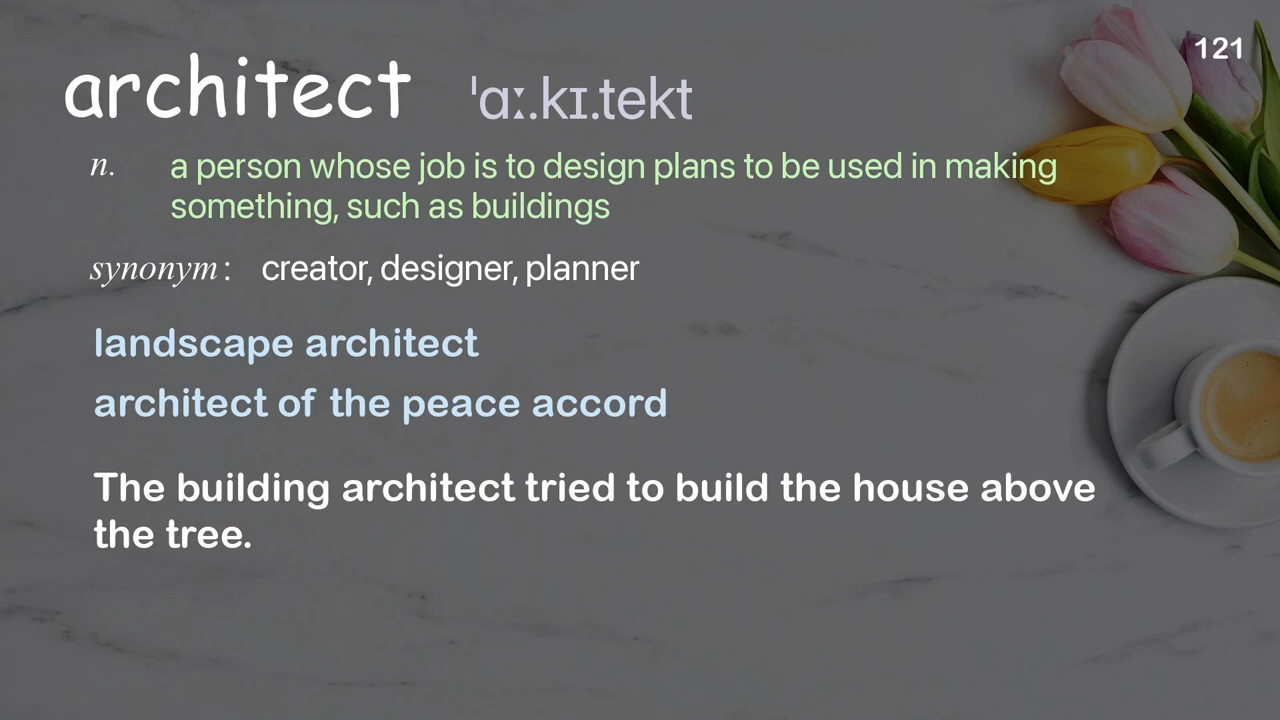 121
architect ˈɑː.kɪ.tekt
n. a person whose job is to design plans to be used in making
something, such as buildings
synonym: creator, designer, planner
landscape architect
architect of the peace accord
The building architect tried to build the house above
the tree.